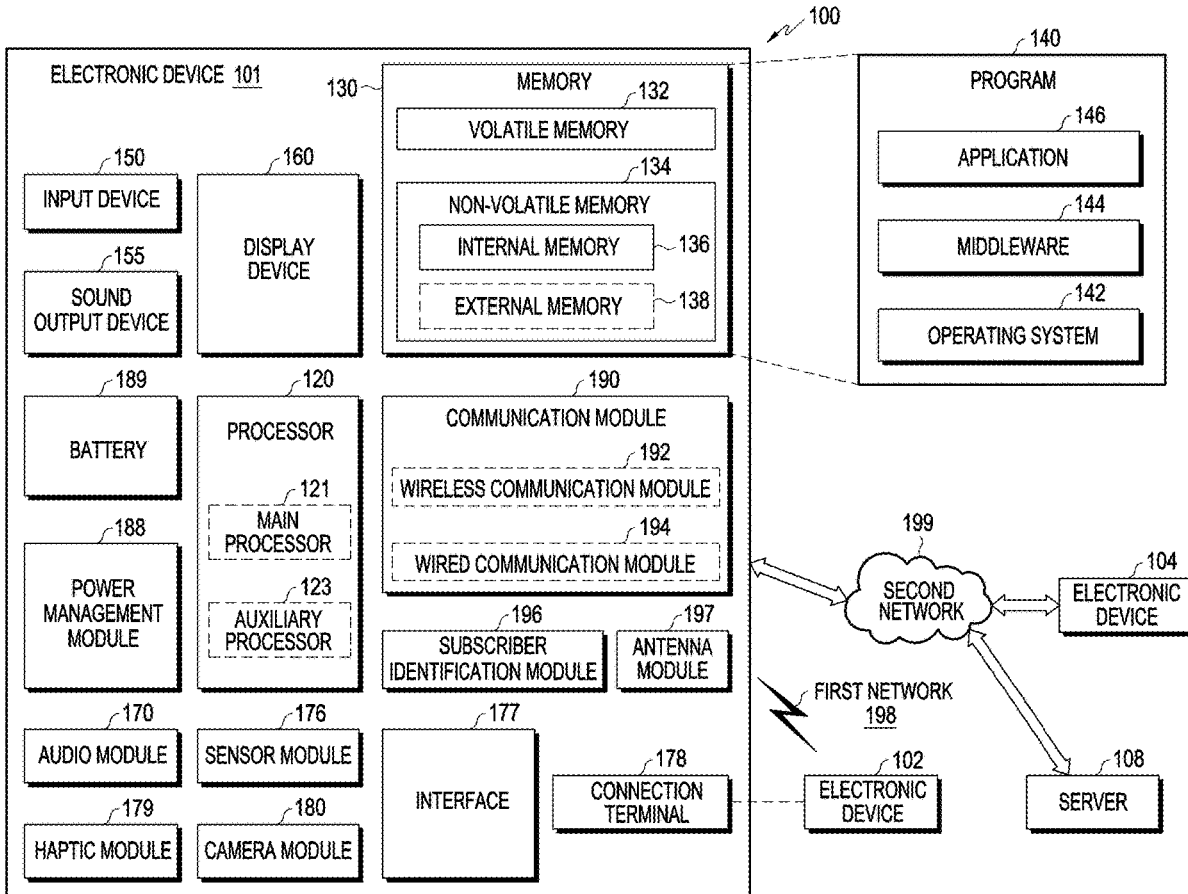 100
ELECTRONIC DEVICE 101
130
MEMORY
132
VOLATILE MEMORY
134
NON-VOLATILE MEMORY
INTERNAL MEMORY
136
EXTERNAL MEMORY
138
140
PROGRAM
146
APPLICATION
144
MIDDLEWARE
142
OPERATING SYSTEM
150
INPUT DEVICE
155
SOUND
OUTPUT DEVICE
160
DISPLAY
DEVICE
189
BATTERY
120
PROCESSOR
121
MAIN
PROCESSOR
123
AUXILIARY
PROCESSOR
190
COMMUNICATION MODULE
192
WIRELESS COMMUNICATION MODULE
194
WIRED COMMUNICATION MODULE
188
POWER
MANAGEMENT
MODULE
196
SUBSCRIBER
IDENTIFICATION MODULE
197
ANTENNA
MODULE
199
SECOND
NETWORK
104
ELECTRONIC
DEVICE
FIRST NETWORK
198
170
AUDIO MODULE
176
SENSOR MODULE
177
INTERFACE
178
CONNECTION
TERMINAL
102
ELECTRONIC
DEVICE
108
SERVER
179
HAPTIC MODULE
180
CAMERA MODULE